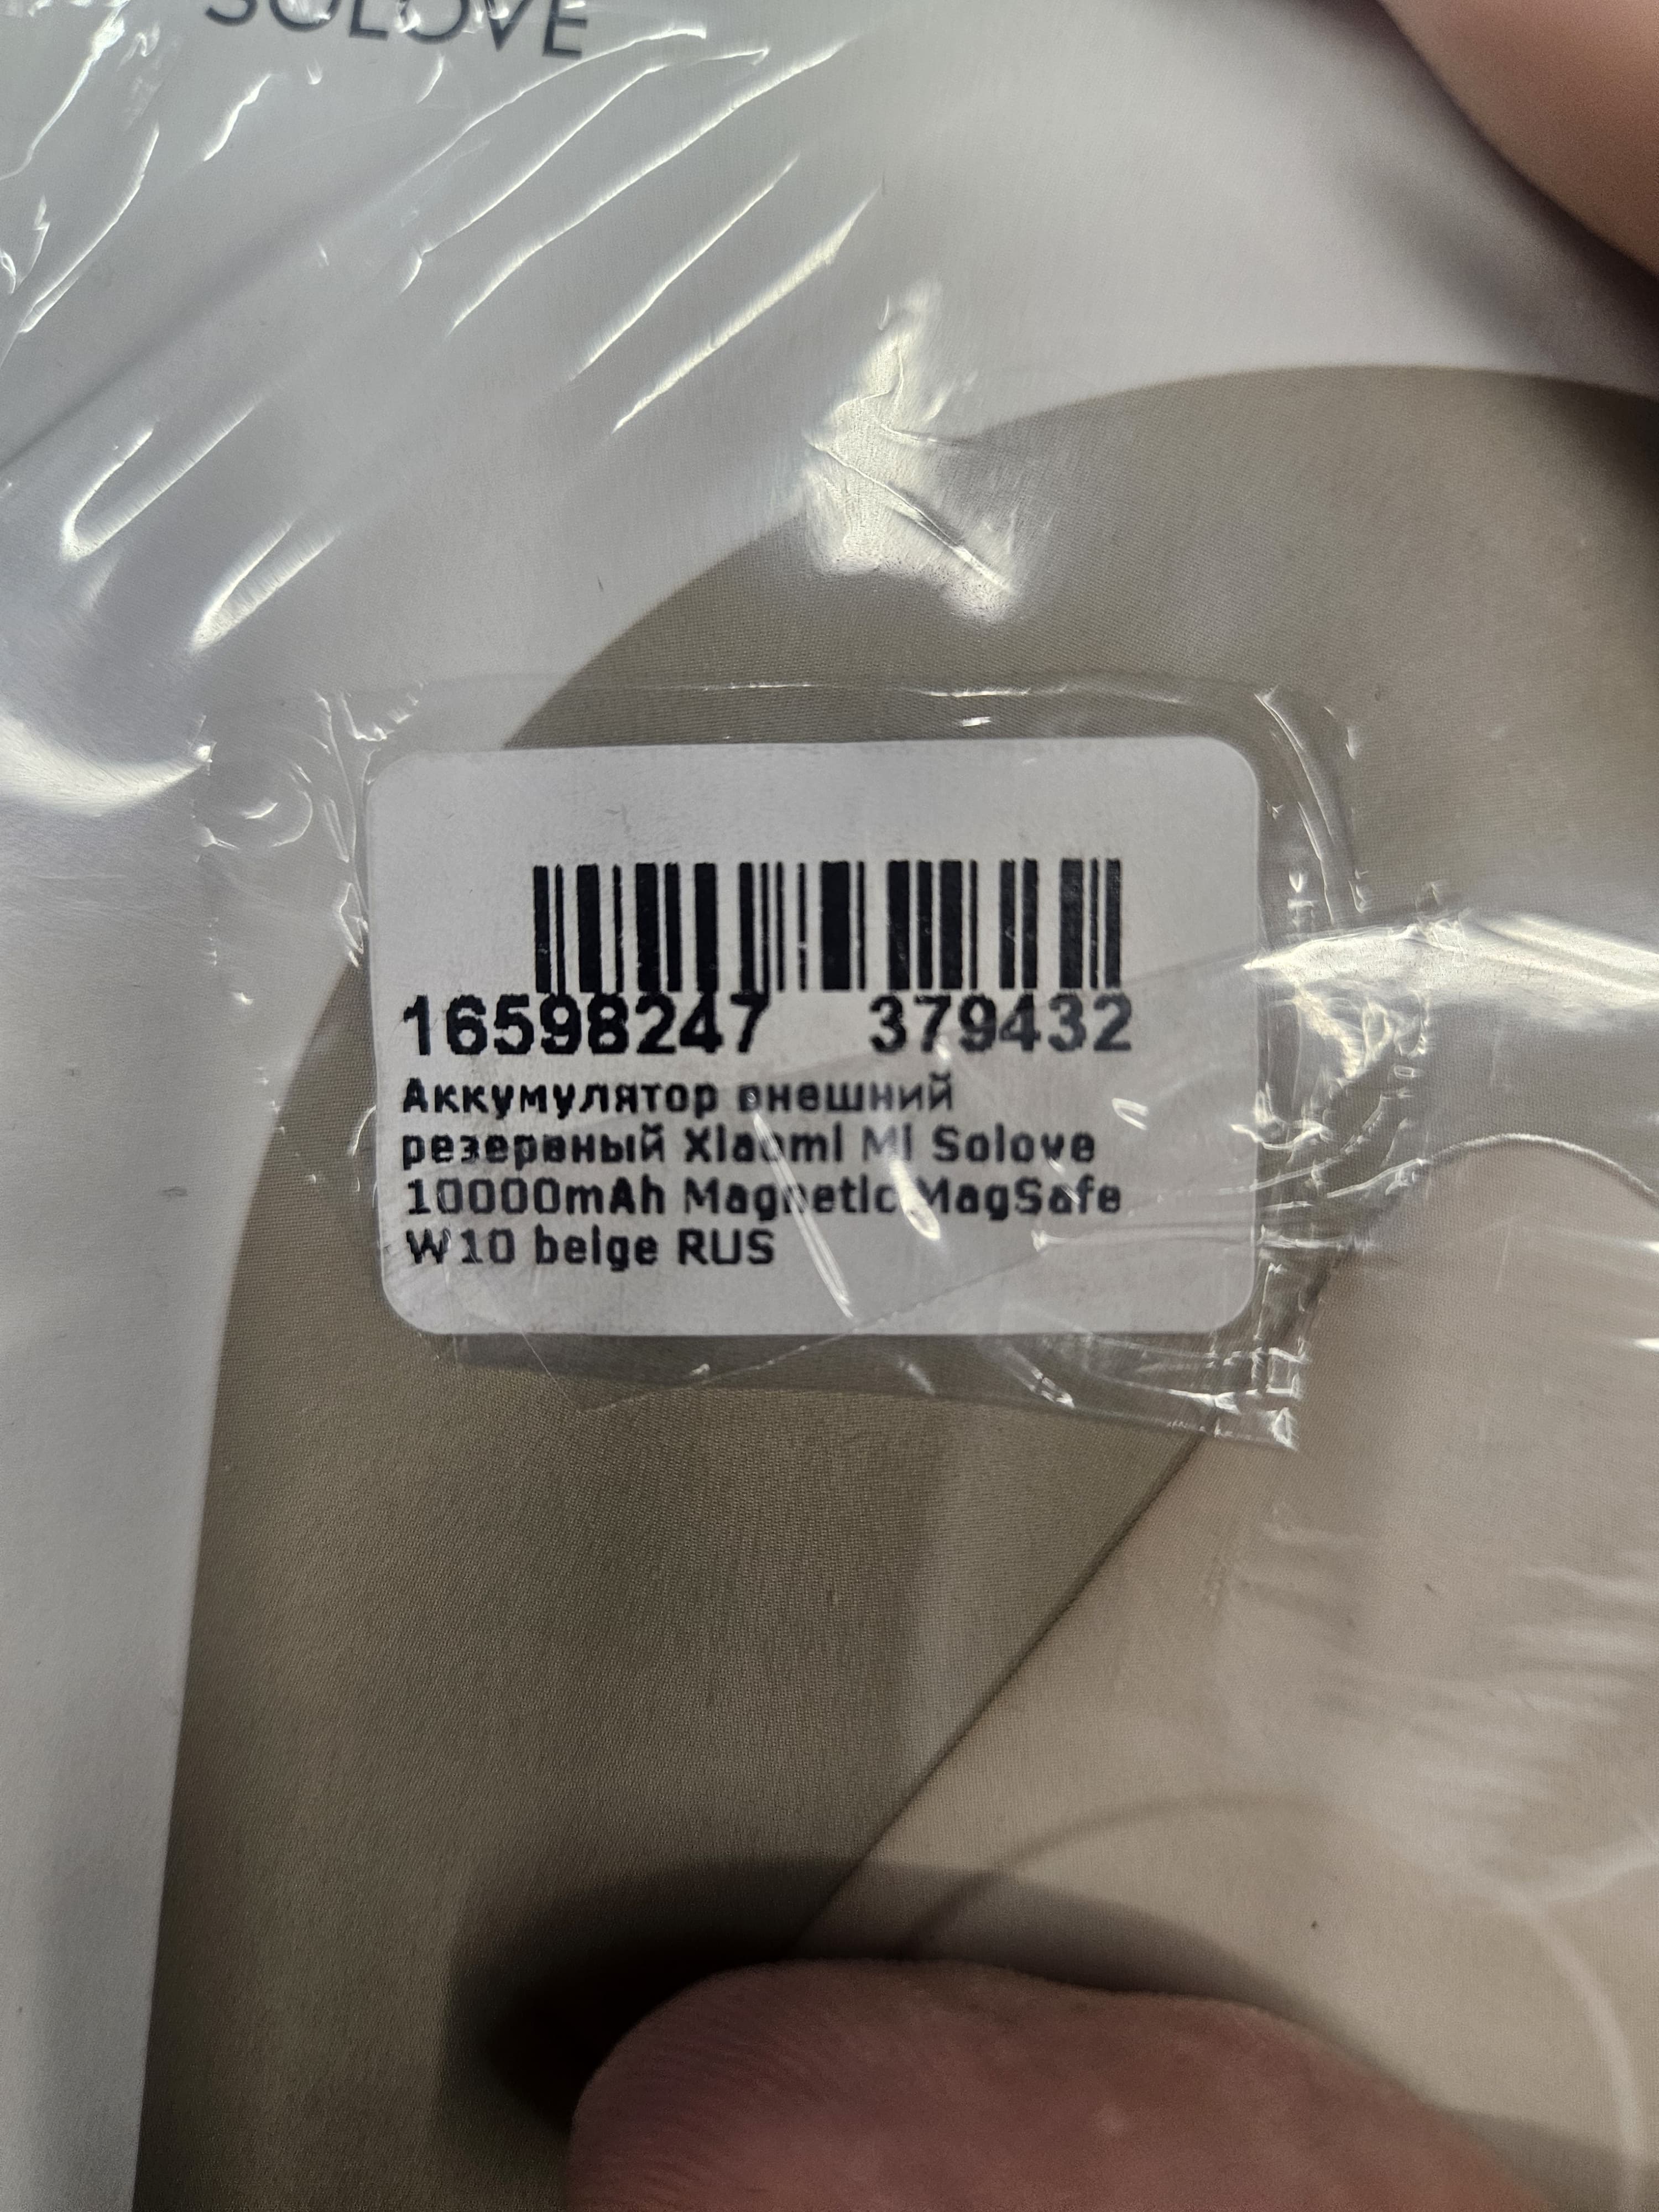 SOLOVE
16598247 379432
Аккумулятор внешний
резервный Xiaomi Mi Solove
10000mAh Magnetic MagSafe
W10 beige RUS